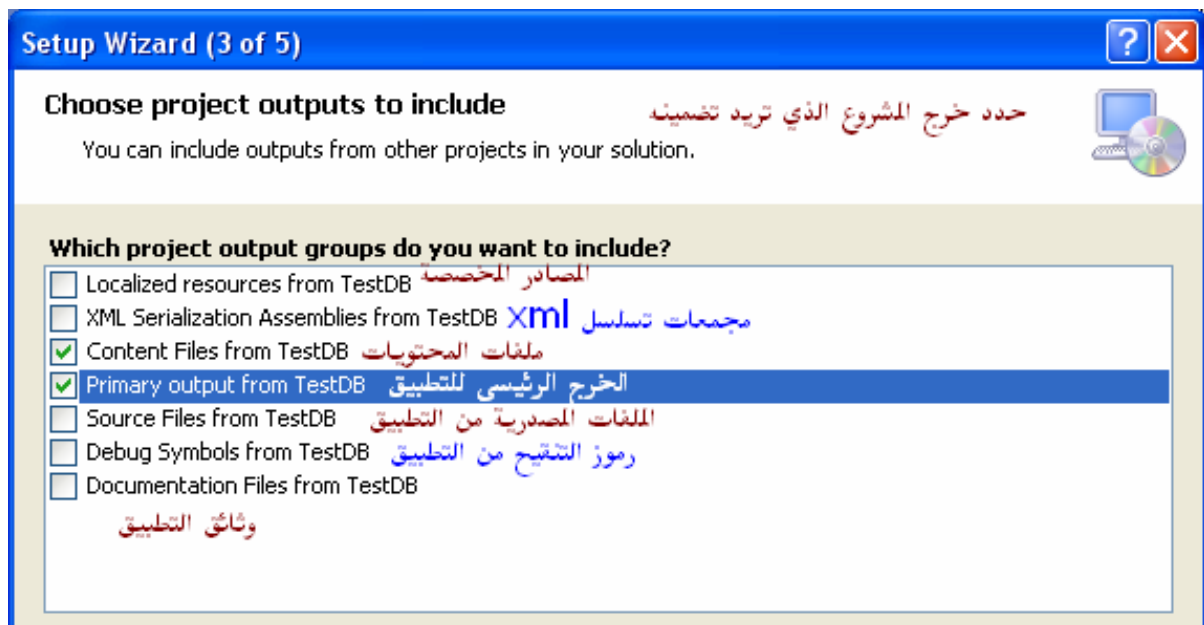 Setup Wizard (3 of 5)
Choose project outputs to include حدد خرج المشروع الذي تريد تضمينه
You can include outputs from other projects in your solution.
Which project output groups do you want to include?
Localized resources from TestDB المصادر المخصصة
XML Serialization Assemblies from TestDB مجمعات تسلسل xml
Content Files from TestDB ملفات المحتويات
Primary output from TestDB الخرج الرئيسي للتطبيق
Source Files from TestDB الملفات المصدرية من التطبيق
Debug Symbols from TestDB رموز التنقيح من التطبيق
Documentation Files from TestDB
وثائق التطبيق